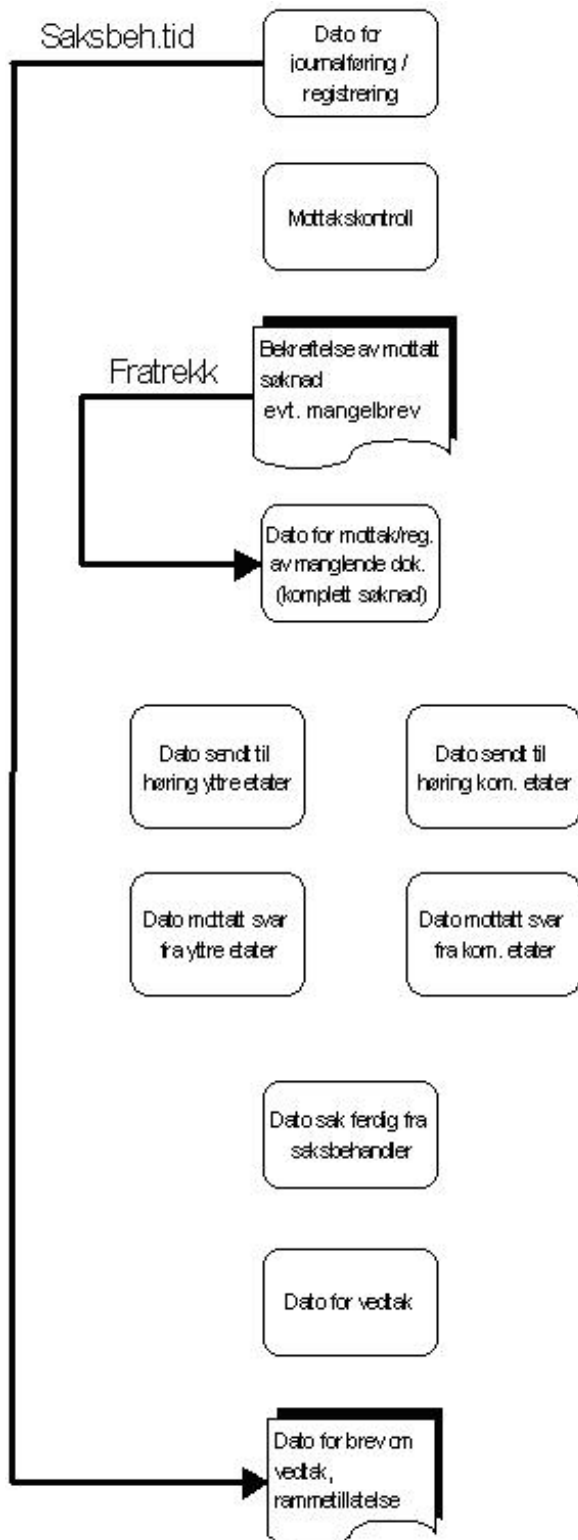 Saksbeh.tid
Dato for
journalføring /
registrering
Mottakskontroll
Fratrekk
Bekreftelse av mottatt
søknad
evt. mangelbrev
Dato for mottak/reg.
av manglende dok.
(komplett søknad)
Dato sendt til
høring yttre etater
Dato sendt til
høring kom. etater
Dato mottatt svar
fra yttre etater
Dato mottatt svar
fra kom. etater
Dato sak ferdig fra
saksbehandler
Dato for vedtak
Dato for brev om
vedtak,
rammetillatelse